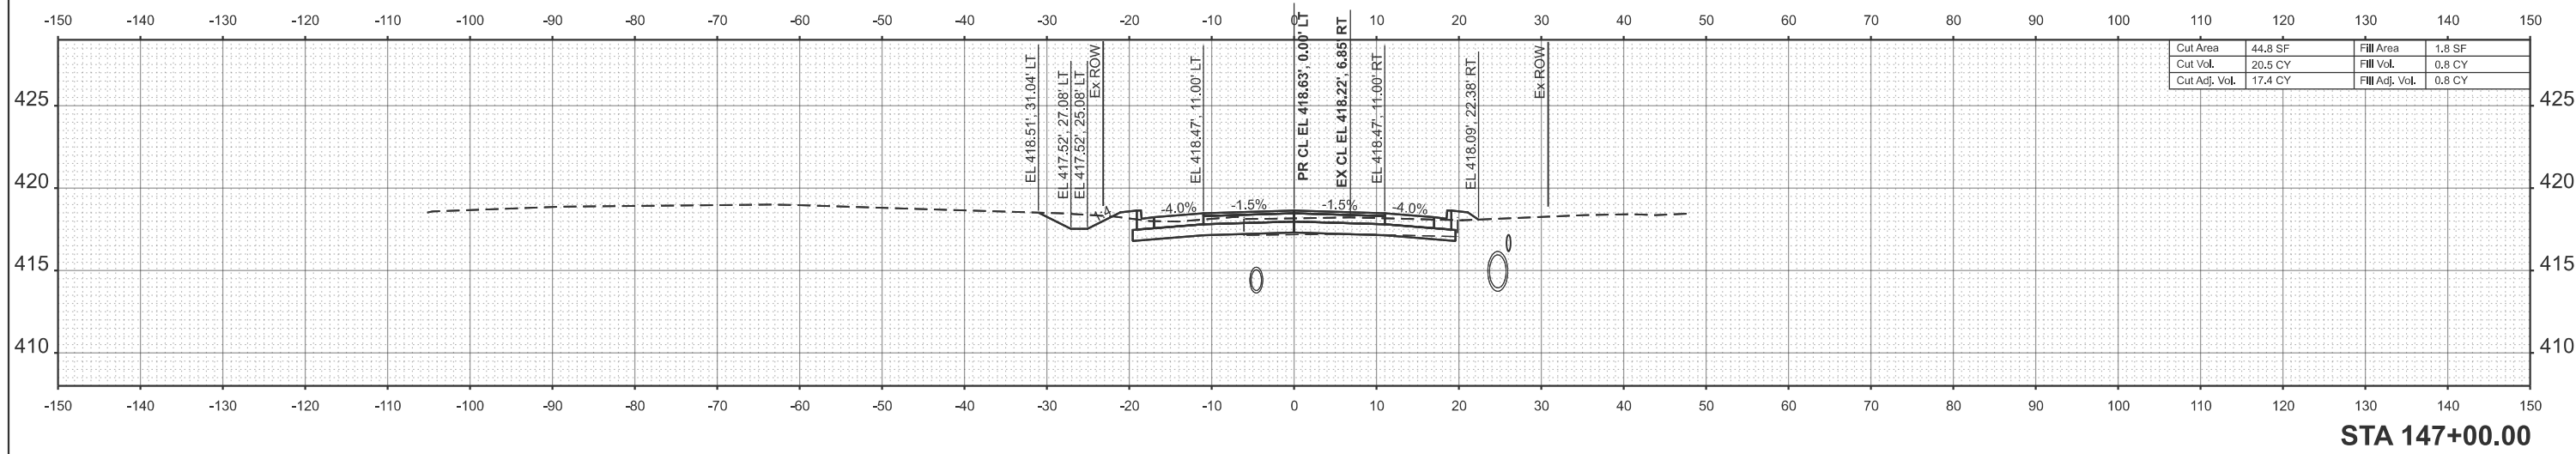 -150 -140 -130 -120 -110 -100 -90 -80 -70 -60 -50 -40 -30 -20 -10 0 10 20 30 40 50 60 70 80 90 100 110 120 130 140 150
EL 418.51', 31.04' LT
EL 417.52', 27.08' LT
EL 417.52', 25.08' LT
Ex ROW
EL 418.47', 11.00' LT
PR CL EL 418.63', 0.00' LT
EX CL EL 418.22', 6.85' RT
EL 418.47', 11.00' RT
EL 418.09', 22.38' RT
Ex ROW
Cut Area 44.8 SF Fill Area 1.8 SF
Cut Vol. 20.5 CY Fill Vol. 0.8 CY
Cut Adj. Vol. 17.4 CY Fill Adj. Vol. 0.8 CY
425 425
420 420
1:4 -4.0% -1.5% -1.5% -4.0%
415 415
410 410
-150 -140 -130 -120 -110 -100 -90 -80 -70 -60 -50 -40 -30 -20 -10 0 10 20 30 40 50 60 70 80 90 100 110 120 130 140 150
STA 147+00.00